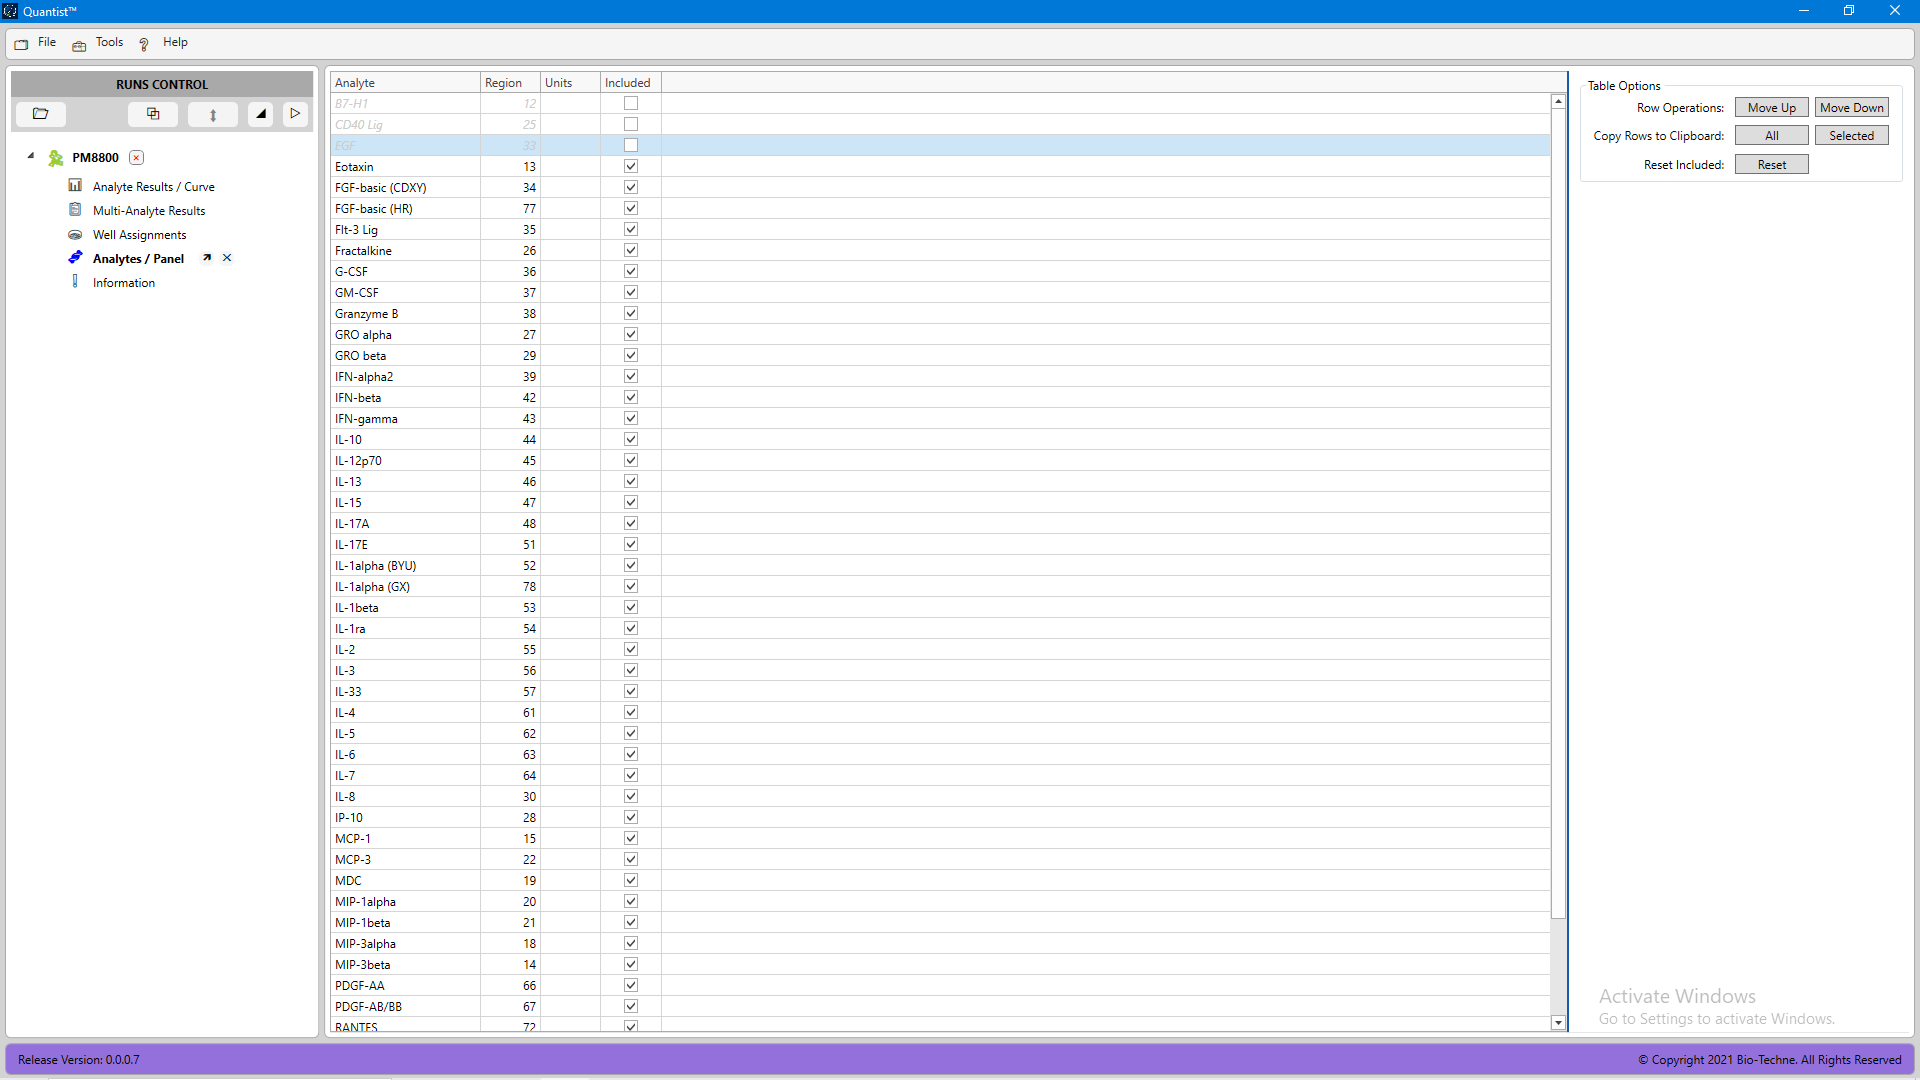 Quantist™
File Tools Help
RUNS CONTROL
PM8800
Analyte Results / Curve
Multi-Analyte Results
Well Assignments
Analytes / Panel
Information
Analyte Region Units Included
B7-H1 12
CD40 Lig 25
EGF 33
Eotaxin 13
FGF-basic (CDXY) 34
FGF-basic (HR) 77
Flt-3 Lig 35
Fractalkine 26
G-CSF 36
GM-CSF 37
Granzyme B 38
GRO alpha 27
GRO beta 29
IFN-alpha2 39
IFN-beta 42
IFN-gamma 43
IL-10 44
IL-12p70 45
IL-13 46
IL-15 47
IL-17A 48
IL-17E 51
IL-1alpha (BYU) 52
IL-1alpha (GX) 78
IL-1beta 53
IL-1ra 54
IL-2 55
IL-3 56
IL-33 57
IL-4 61
IL-5 62
IL-6 63
IL-7 64
IL-8 30
IP-10 28
MCP-1 15
MCP-3 22
MDC 19
MIP-1alpha 20
MIP-1beta 21
MIP-3alpha 18
MIP-3beta 14
PDGF-AA 66
PDGF-AB/BB 67
RANTES 72
Table Options
Row Operations: Move Up Move Down
Copy Rows to Clipboard: All Selected
Reset Included: Reset
Activate Windows
Go to Settings to activate Windows.
Release Version: 0.0.0.7
© Copyright 2021 Bio-Techne. All Rights Reserved